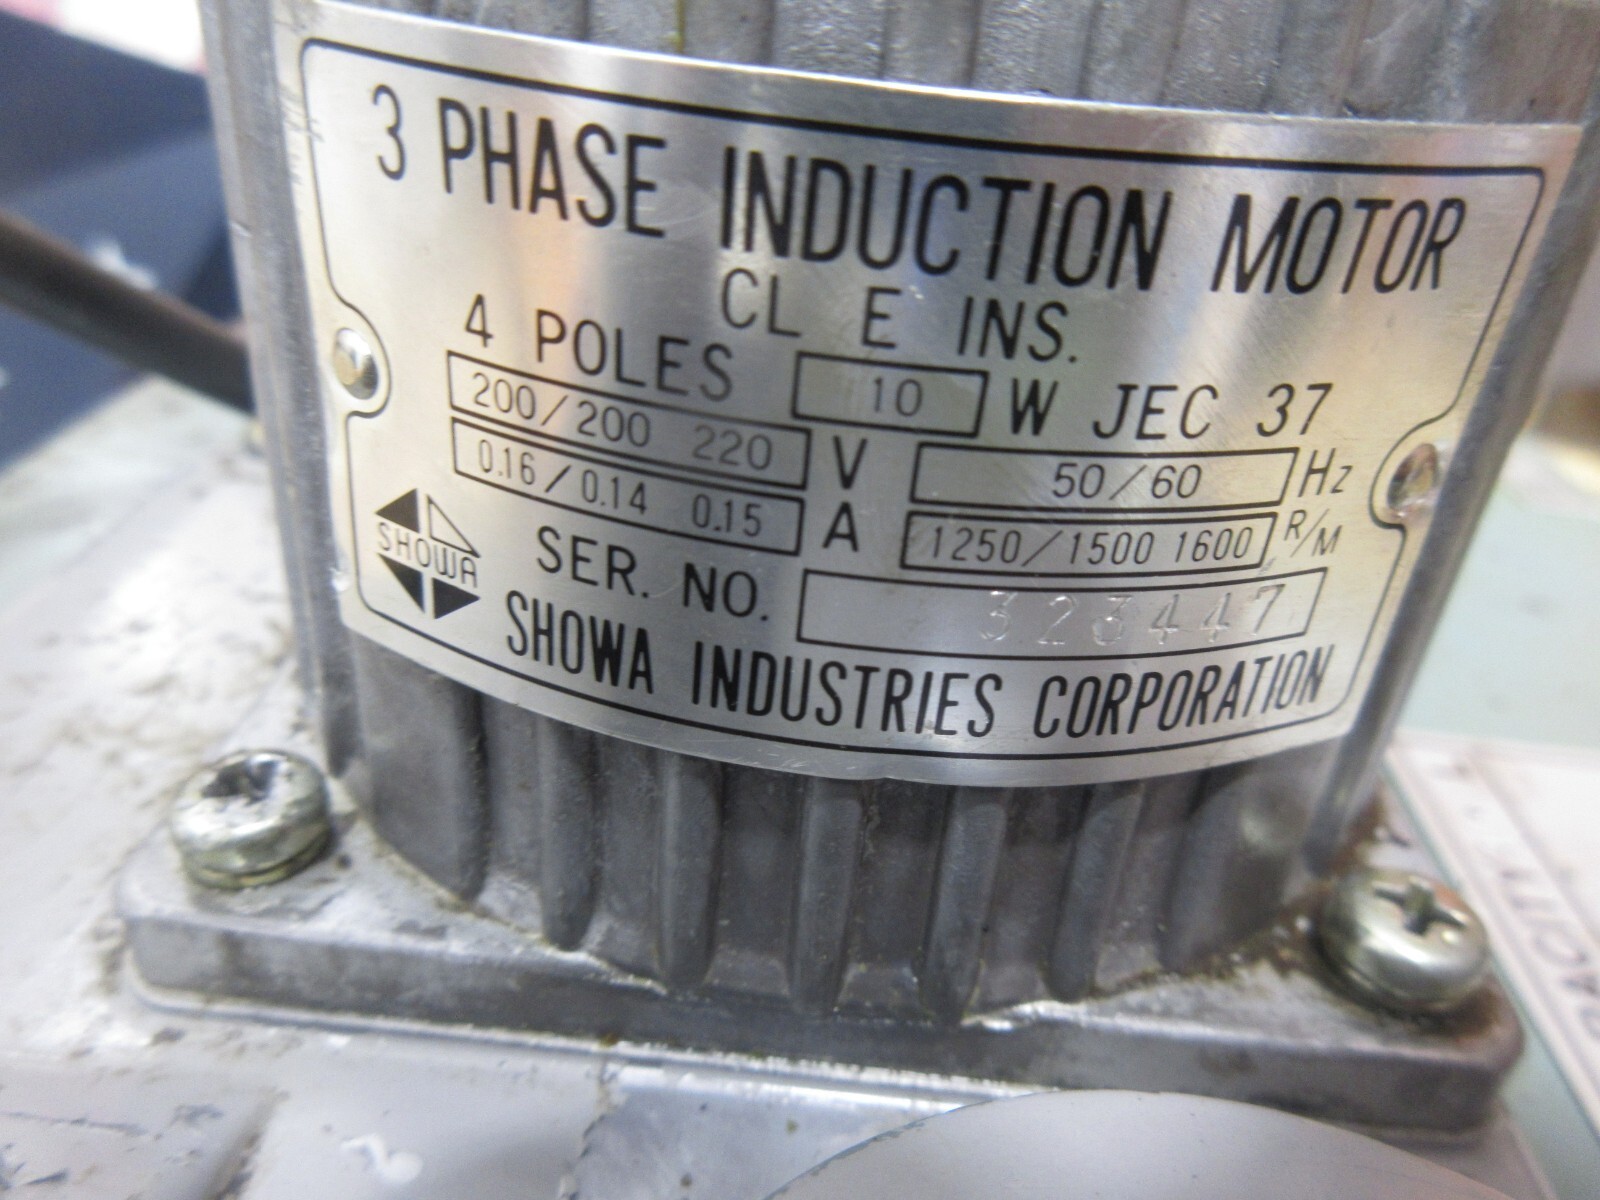 3 PHASE INDUCTION MOTOR
CL E INS.
4 POLES 10 W JEC 37
200/200 220 V 50/60 Hz
0.16/0.14 0.15 A 1250/1500 1600 R/M
SHOWA
SER. NO. 323447
SHOWA INDUSTRIES CORPORATION